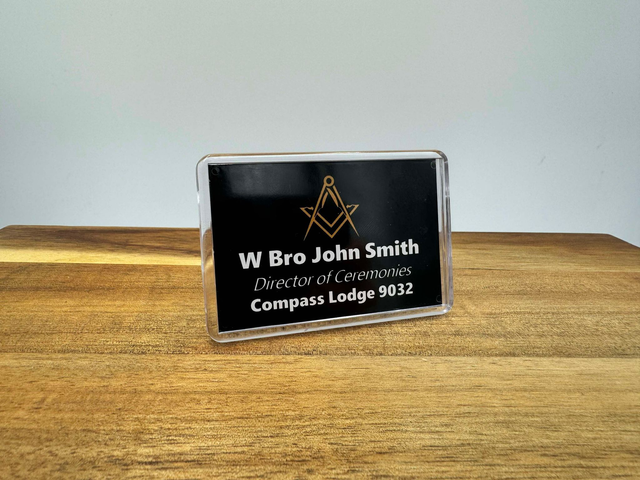 W Bro John Smith
Director of Ceremonies
Compass Lodge 9032